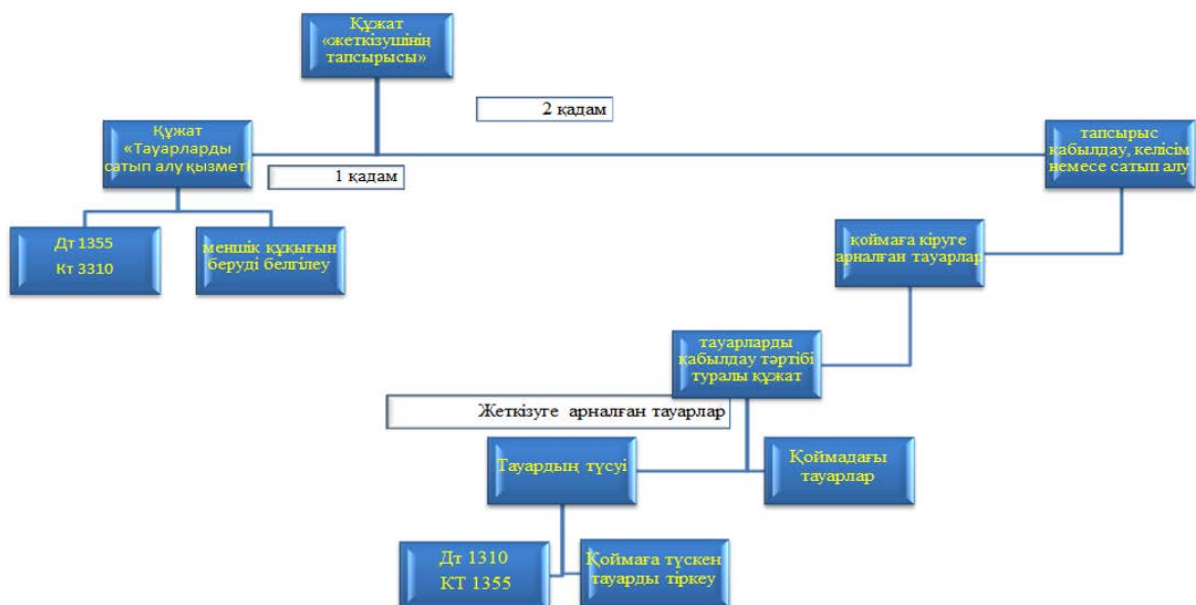 Құжат
«жеткізушінің
тапсырысы»
2 қадам
Құжат
«Тауарларды
сатып алу қызметі
1 қадам
тапсырыс
қабылдау, келісім
немесе сатып алу
Дт 1355
Кт 3310
меншік құқығын
беруді белгілеу
қоймаға кіруге
арналған тауарлар
тауарларды
қабылдау тәртібі
туралы құжат
Жеткізуге арналған тауарлар
Тауардың түсуі
Қоймадағы
тауарлар
Дт 1310
КТ 1355
Қоймаға түскен
тауарды тіркеу